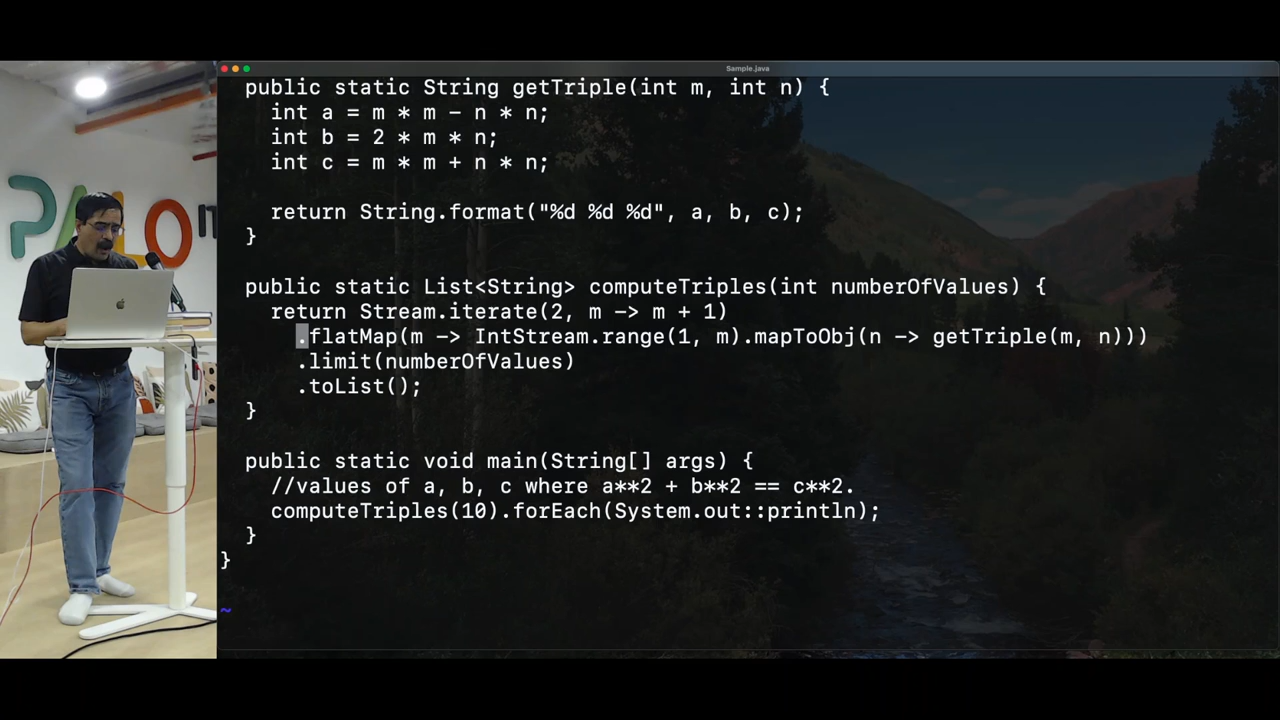 Sample.java
public static String getTriple(int m, int n) {
int a = m * m - n * n;
int b = 2 * m * n;
int c = m * m + n * n;
return String.format("%d %d %d", a, b, c);
}
public static List<String> computeTriples(int numberOfValues) {
return Stream.iterate(2, m -> m + 1)
.flatMap(m -> IntStream.range(1, m).mapToObj(n -> getTriple(m, n)))
.limit(numberOfValues)
.toList();
}
public static void main(String[] args) {
//values of a, b, c where a**2 + b**2 == c**2.
computeTriples(10).forEach(System.out::println);
}
}
~
PALO